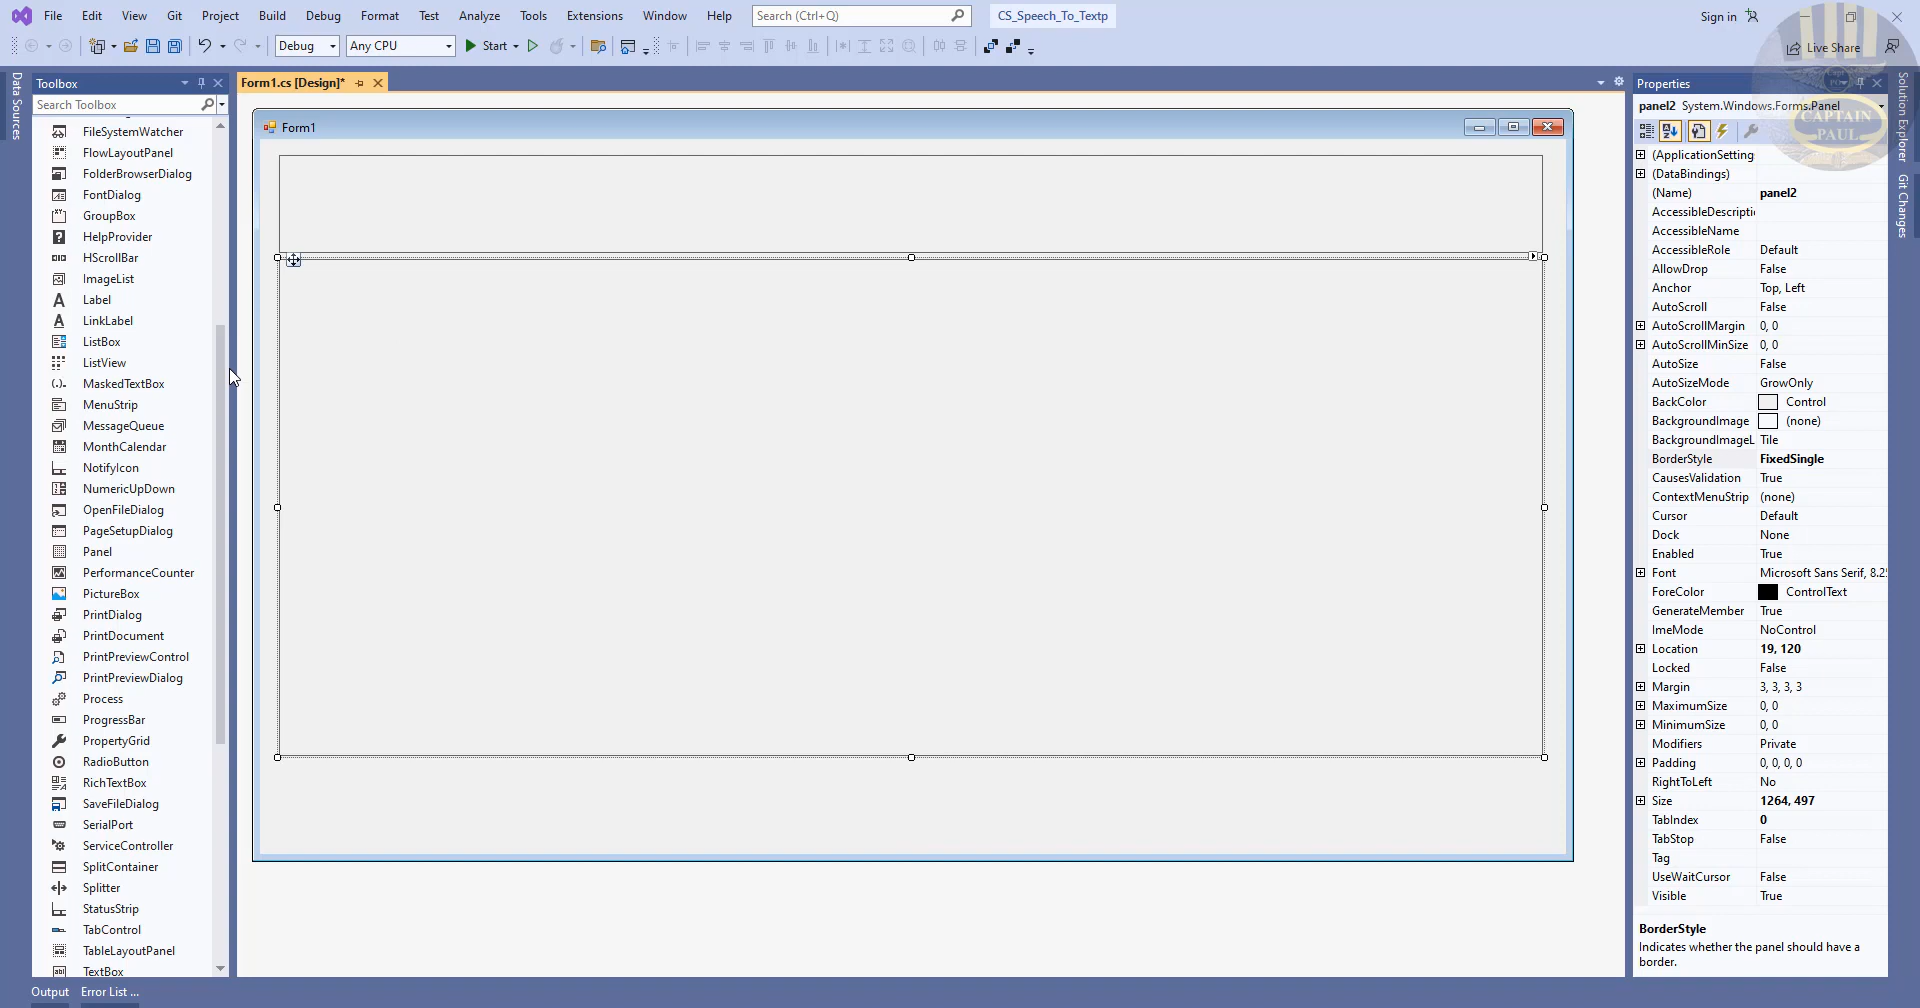 File Edit View Git Project Build Debug Format Test Analyze Tools Extensions Window Help Search (Ctrl+Q) CS_Speech_To_Textp Sign in
Debug Any CPU Start Live Share
Data Sources
Toolbox
Search Toolbox
FileSystemWatcher
FlowLayoutPanel
FolderBrowserDialog
FontDialog
GroupBox
HelpProvider
HScrollBar
ImageList
Label
LinkLabel
ListBox
ListView
MaskedTextBox
MenuStrip
MessageQueue
MonthCalendar
NotifyIcon
NumericUpDown
OpenFileDialog
PageSetupDialog
Panel
PerformanceCounter
PictureBox
PrintDialog
PrintDocument
PrintPreviewControl
PrintPreviewDialog
Process
ProgressBar
PropertyGrid
RadioButton
RichTextBox
SaveFileDialog
SerialPort
ServiceController
SplitContainer
Splitter
StatusStrip
TabControl
TableLayoutPanel
TextBox
Form1.cs [Design]*
Form1
Properties
panel2 System.Windows.Forms.Panel
CAPTAIN
PAUL
(ApplicationSetting
(DataBindings)
(Name) panel2
AccessibleDescripti
AccessibleName
AccessibleRole Default
AllowDrop False
Anchor Top, Left
AutoScroll False
AutoScrollMargin 0, 0
AutoScrollMinSize 0, 0
AutoSize False
AutoSizeMode GrowOnly
BackColor Control
BackgroundImage (none)
BackgroundImageL Tile
BorderStyle FixedSingle
CausesValidation True
ContextMenuStrip (none)
Cursor Default
Dock None
Enabled True
Font Microsoft Sans Serif, 8.2
ForeColor ControlText
GenerateMember True
ImeMode NoControl
Location 19, 120
Locked False
Margin 3, 3, 3, 3
MaximumSize 0, 0
MinimumSize 0, 0
Modifiers Private
Padding 0, 0, 0, 0
RightToLeft No
Size 1264, 497
TabIndex 0
TabStop False
Tag
UseWaitCursor False
Visible True
BorderStyle
Indicates whether the panel should have a
border.
Solution Explorer
Git Changes
Output Error List ...